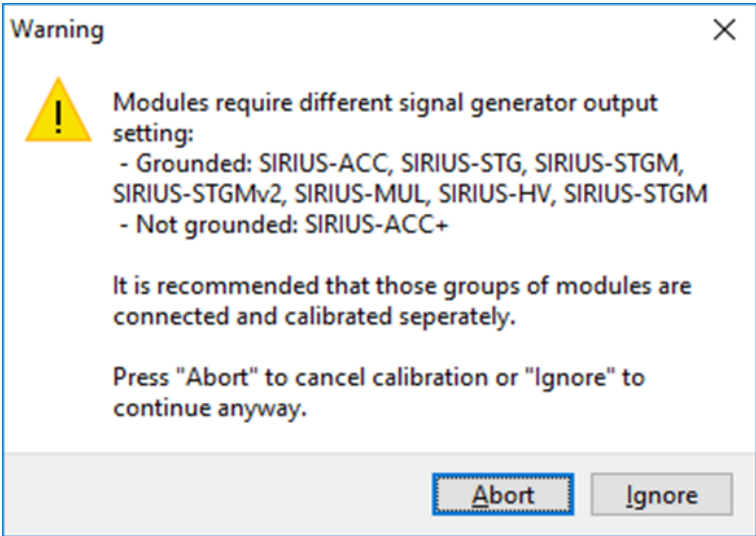 Warning
Modules require different signal generator output
setting:
- Grounded: SIRIUS-ACC, SIRIUS-STG, SIRIUS-STGM,
SIRIUS-STGMv2, SIRIUS-MUL, SIRIUS-HV, SIRIUS-STGM
- Not grounded: SIRIUS-ACC+
It is recommended that those groups of modules are
connected and calibrated seperately.
Press "Abort" to cancel calibration or "Ignore" to
continue anyway.
Abort
Ignore